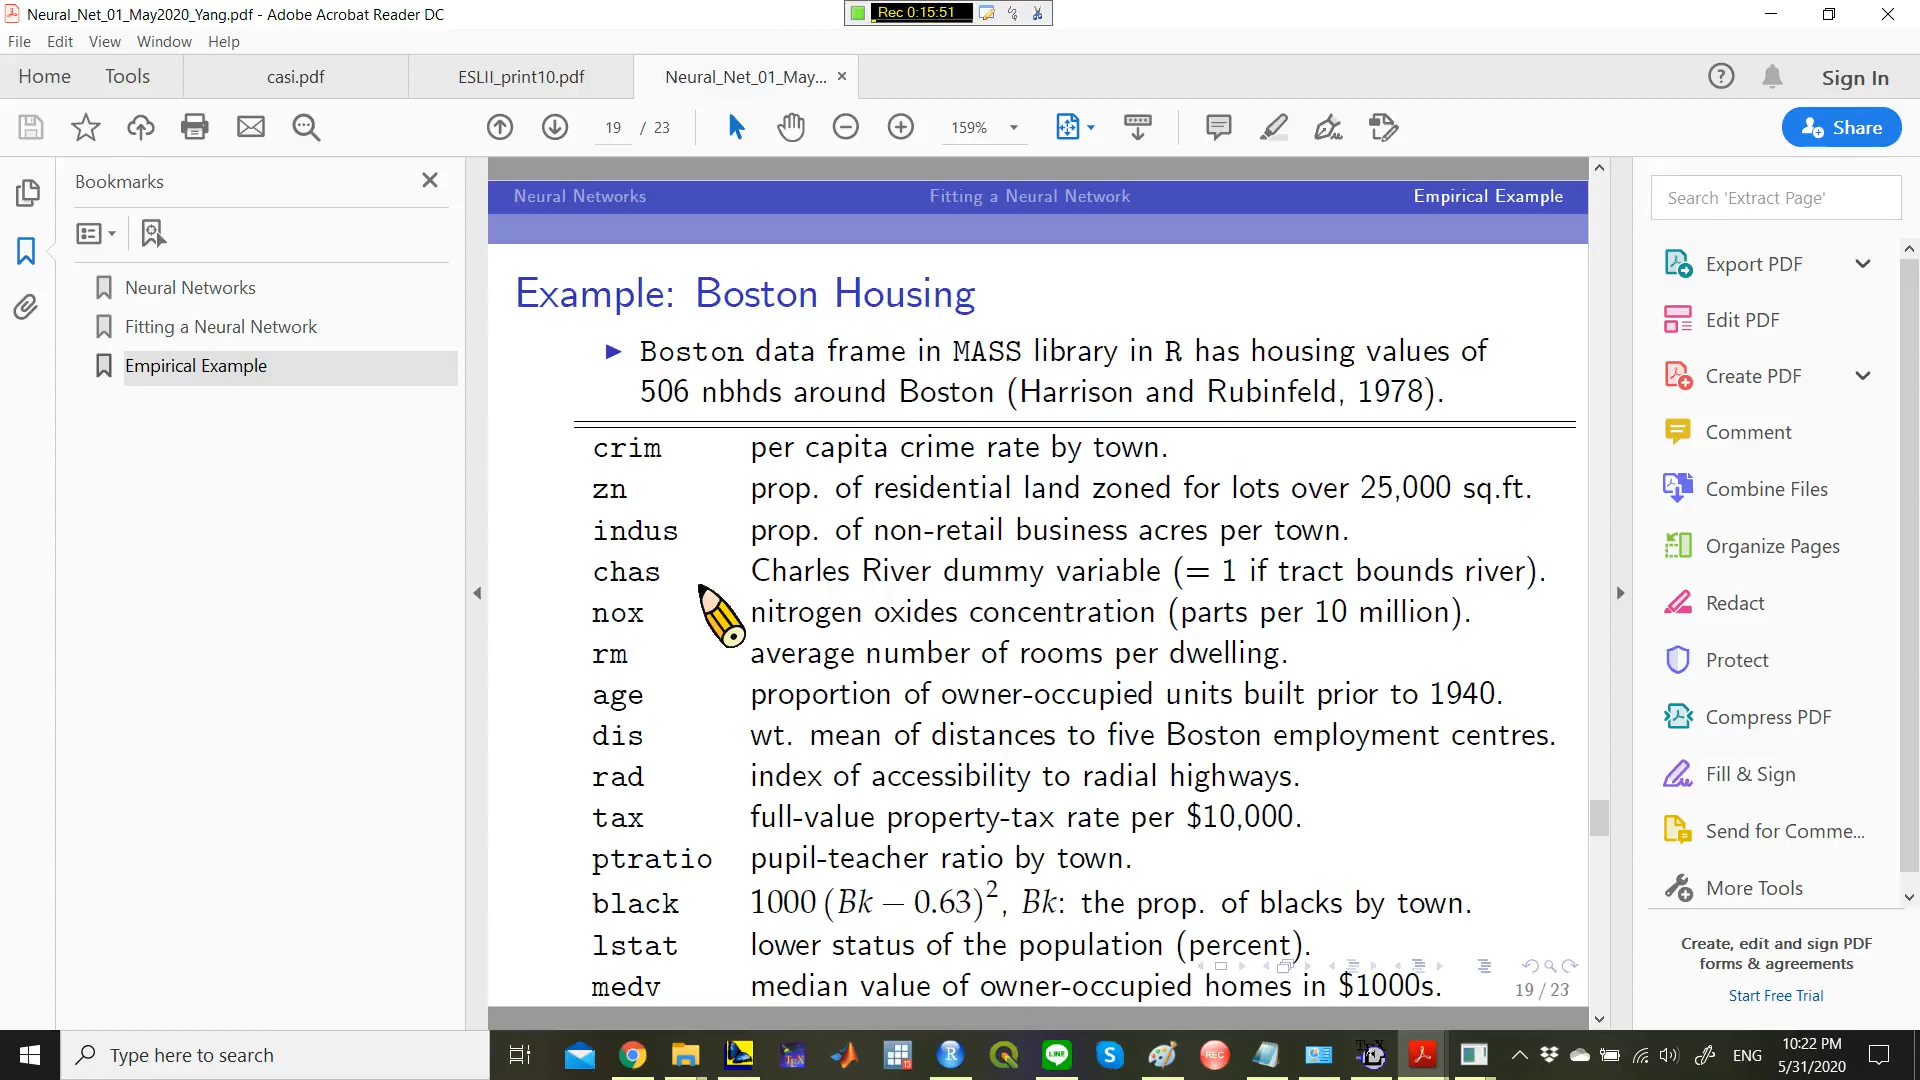 Neural_Net_01_May2020_Yang.pdf - Adobe Acrobat Reader DC
Rec 0:15:51
File Edit View Window Help
Home Tools casi.pdf ESLII_print10.pdf Neural_Net_01_May... Sign In
19 / 23 159% Share
Bookmarks
Neural Networks
Fitting a Neural Network
Empirical Example
Neural Networks Fitting a Neural Network Empirical Example
Example: Boston Housing
Boston data frame in MASS library in R has housing values of
506 nbhds around Boston (Harrison and Rubinfeld, 1978).
crim per capita crime rate by town.
zn prop. of residential land zoned for lots over 25,000 sq.ft.
indus prop. of non-retail business acres per town.
chas Charles River dummy variable (= 1 if tract bounds river).
nox nitrogen oxides concentration (parts per 10 million).
rm average number of rooms per dwelling.
age proportion of owner-occupied units built prior to 1940.
dis wt. mean of distances to five Boston employment centres.
rad index of accessibility to radial highways.
tax full-value property-tax rate per $10,000.
ptratio pupil-teacher ratio by town.
black 1000 (Bk − 0.63)², Bk: the prop. of blacks by town.
lstat lower status of the population (percent).
medv median value of owner-occupied homes in $1000s.
19 / 23
Search 'Extract Page'
Export PDF
Edit PDF
Create PDF
Comment
Combine Files
Organize Pages
Redact
Protect
Compress PDF
Fill & Sign
Send for Comme...
More Tools
Create, edit and sign PDF
forms & agreements
Start Free Trial
Type here to search
ENG
10:22 PM
5/31/2020